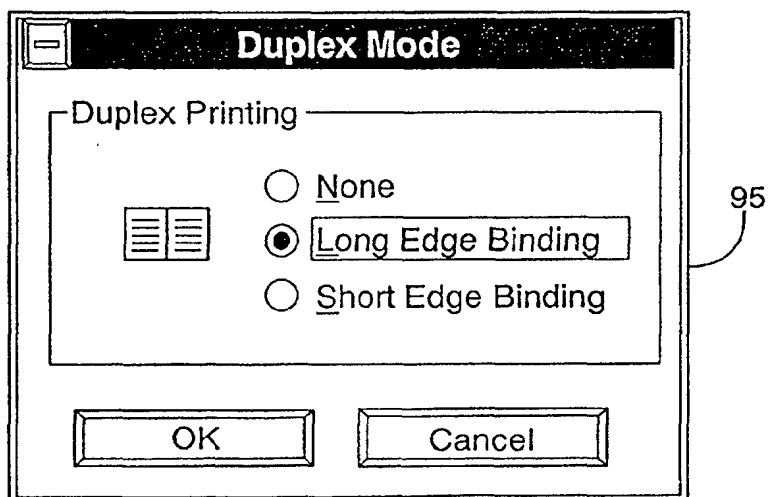 Duplex Mode
Duplex Printing
None
Long Edge Binding
Short Edge Binding
95
OK
Cancel